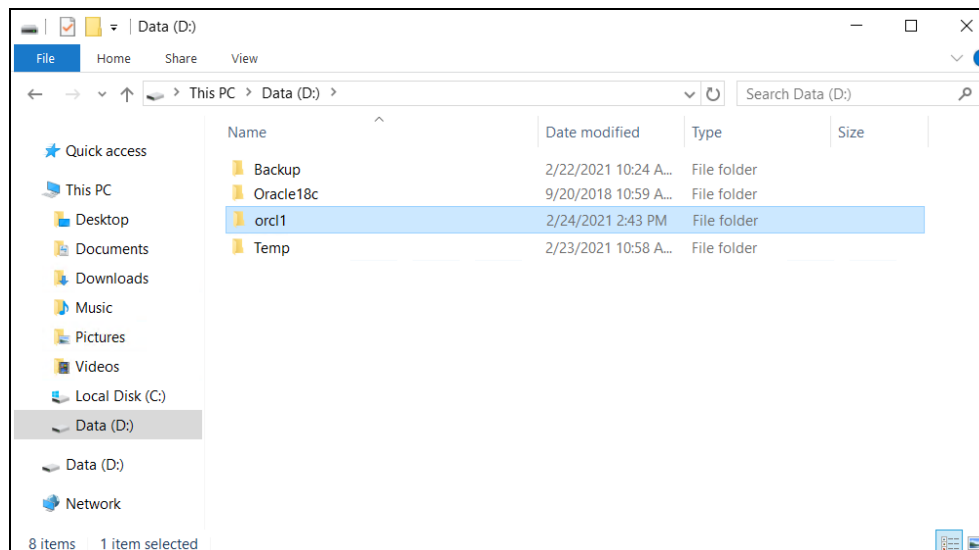 Data (D:)
File Home Share View
This PC > Data (D:) > Search Data (D:)
Name Date modified Type Size
Quick access
This PC
Desktop
Documents
Downloads
Music
Pictures
Videos
Local Disk (C:)
Data (D:)
Data (D:)
Network
Backup 2/22/2021 10:24 A... File folder
Oracle18c 9/20/2018 10:59 A... File folder
orcl1 2/24/2021 2:43 PM File folder
Temp 2/23/2021 10:58 A... File folder
8 items 1 item selected